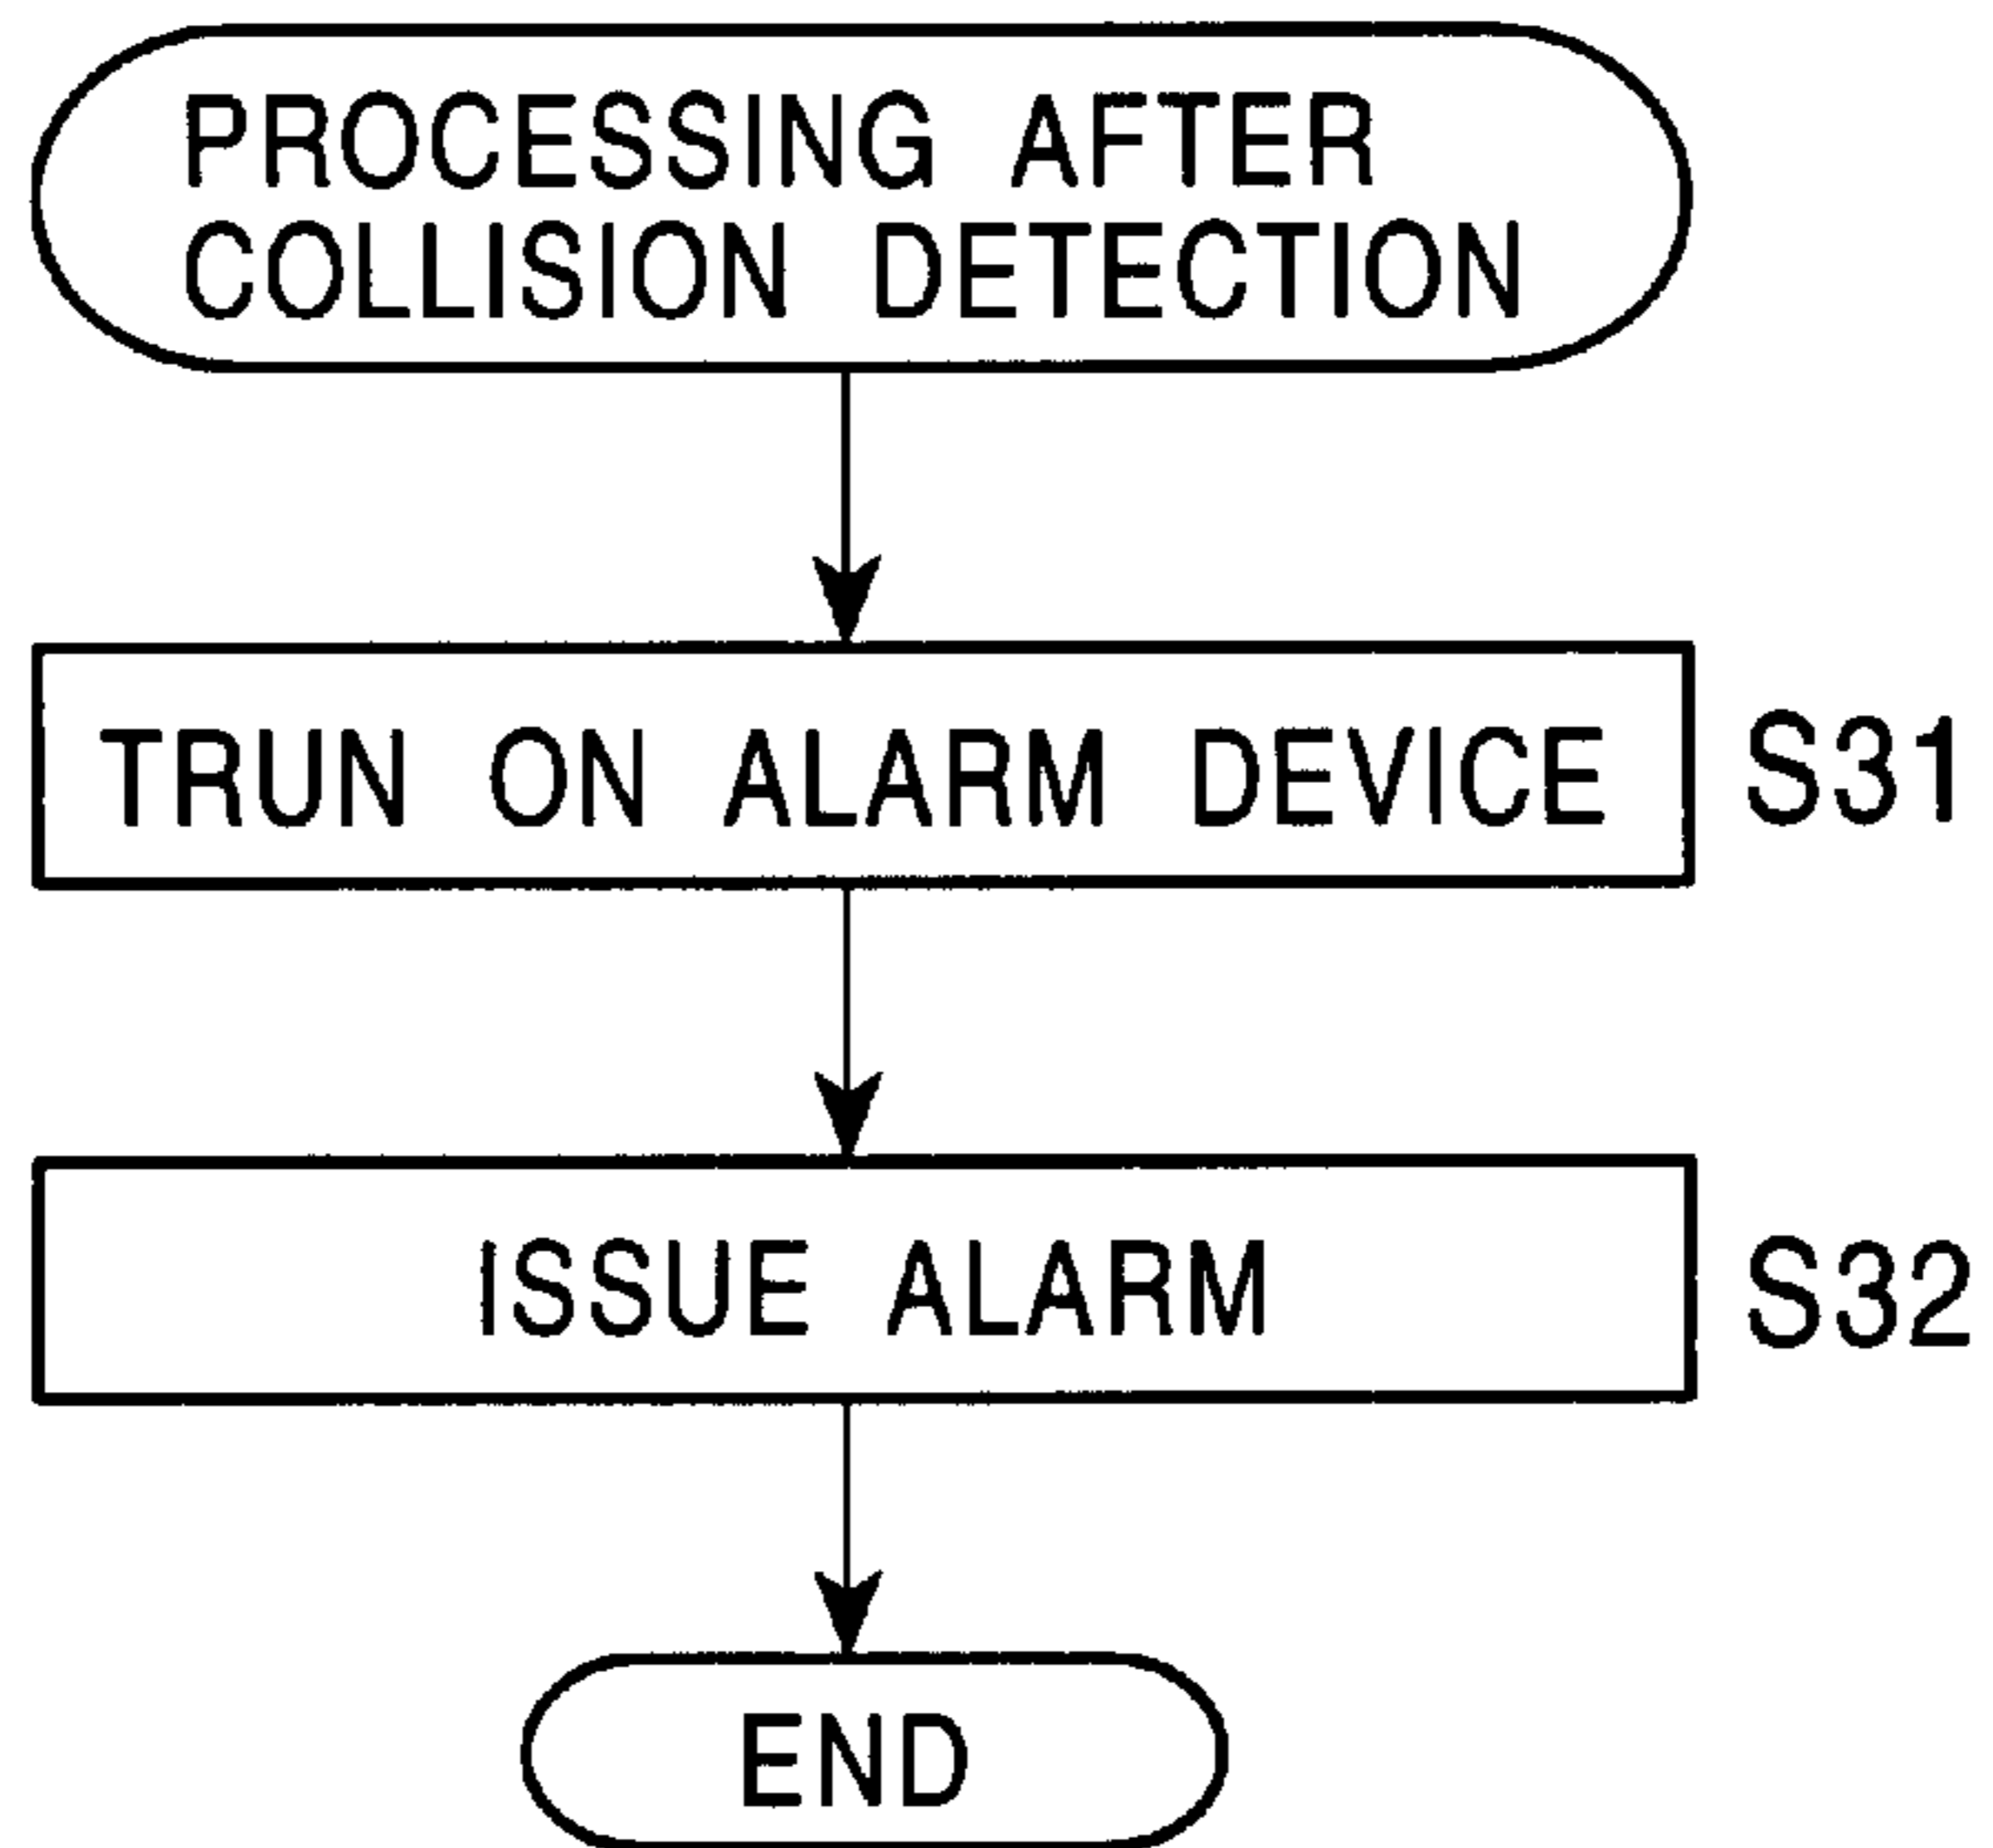 PROCESSING AFTER
COLLISION DETECTION
TRUN ON ALARM DEVICE S31
ISSUE ALARM S32
END